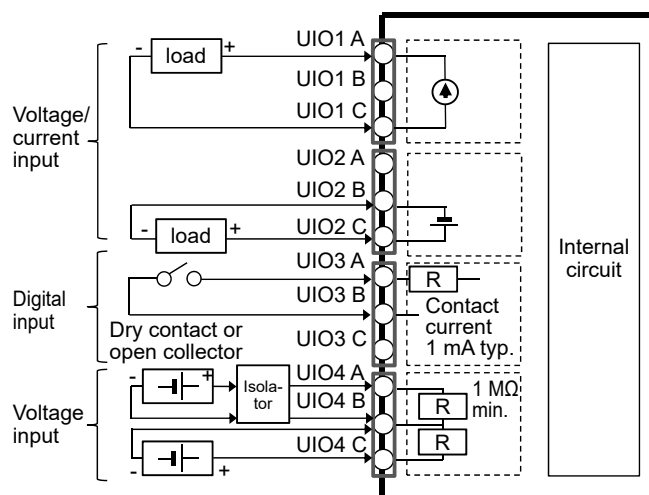 UIO1 A
- load +
UIO1 B
UIO1 C
Voltage/
current
input
UIO2 A
UIO2 B
UIO2 C
- load +
UIO3 A
R
UIO3 B
UIO3 C
Contact
current
1 mA typ.
Digital
input
Dry contact or
open collector
Internal
circuit
UIO4 A
- +
Isola-
tor
UIO4 B
UIO4 C
1 MΩ
min.
R
R
Voltage
input
- +